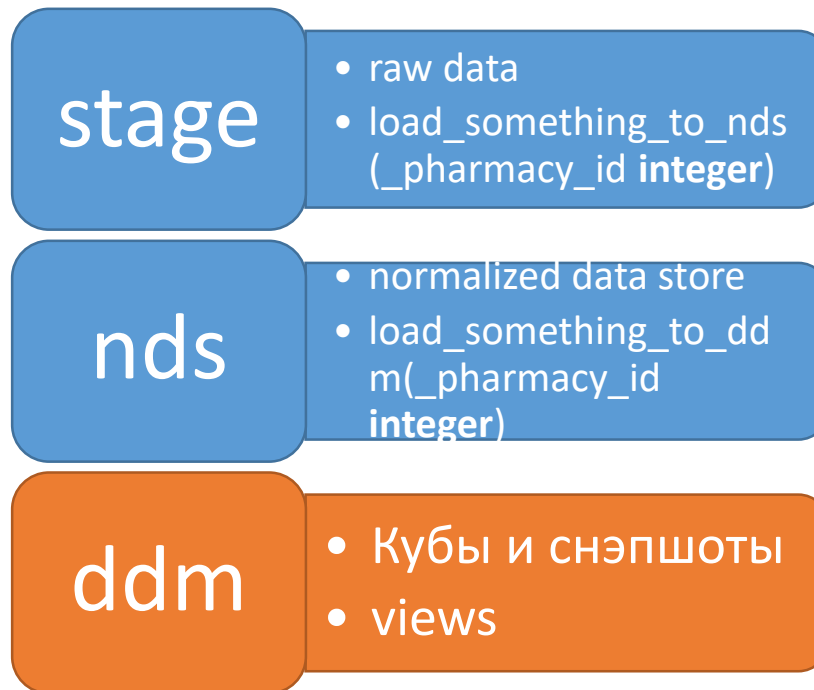 stage
• raw data
• load_something_to_nds
(_pharmacy_id integer)
nds
• normalized data store
• load_something_to_dd
m(_pharmacy_id
integer)
ddm
• Кубы и снэпшоты
• views